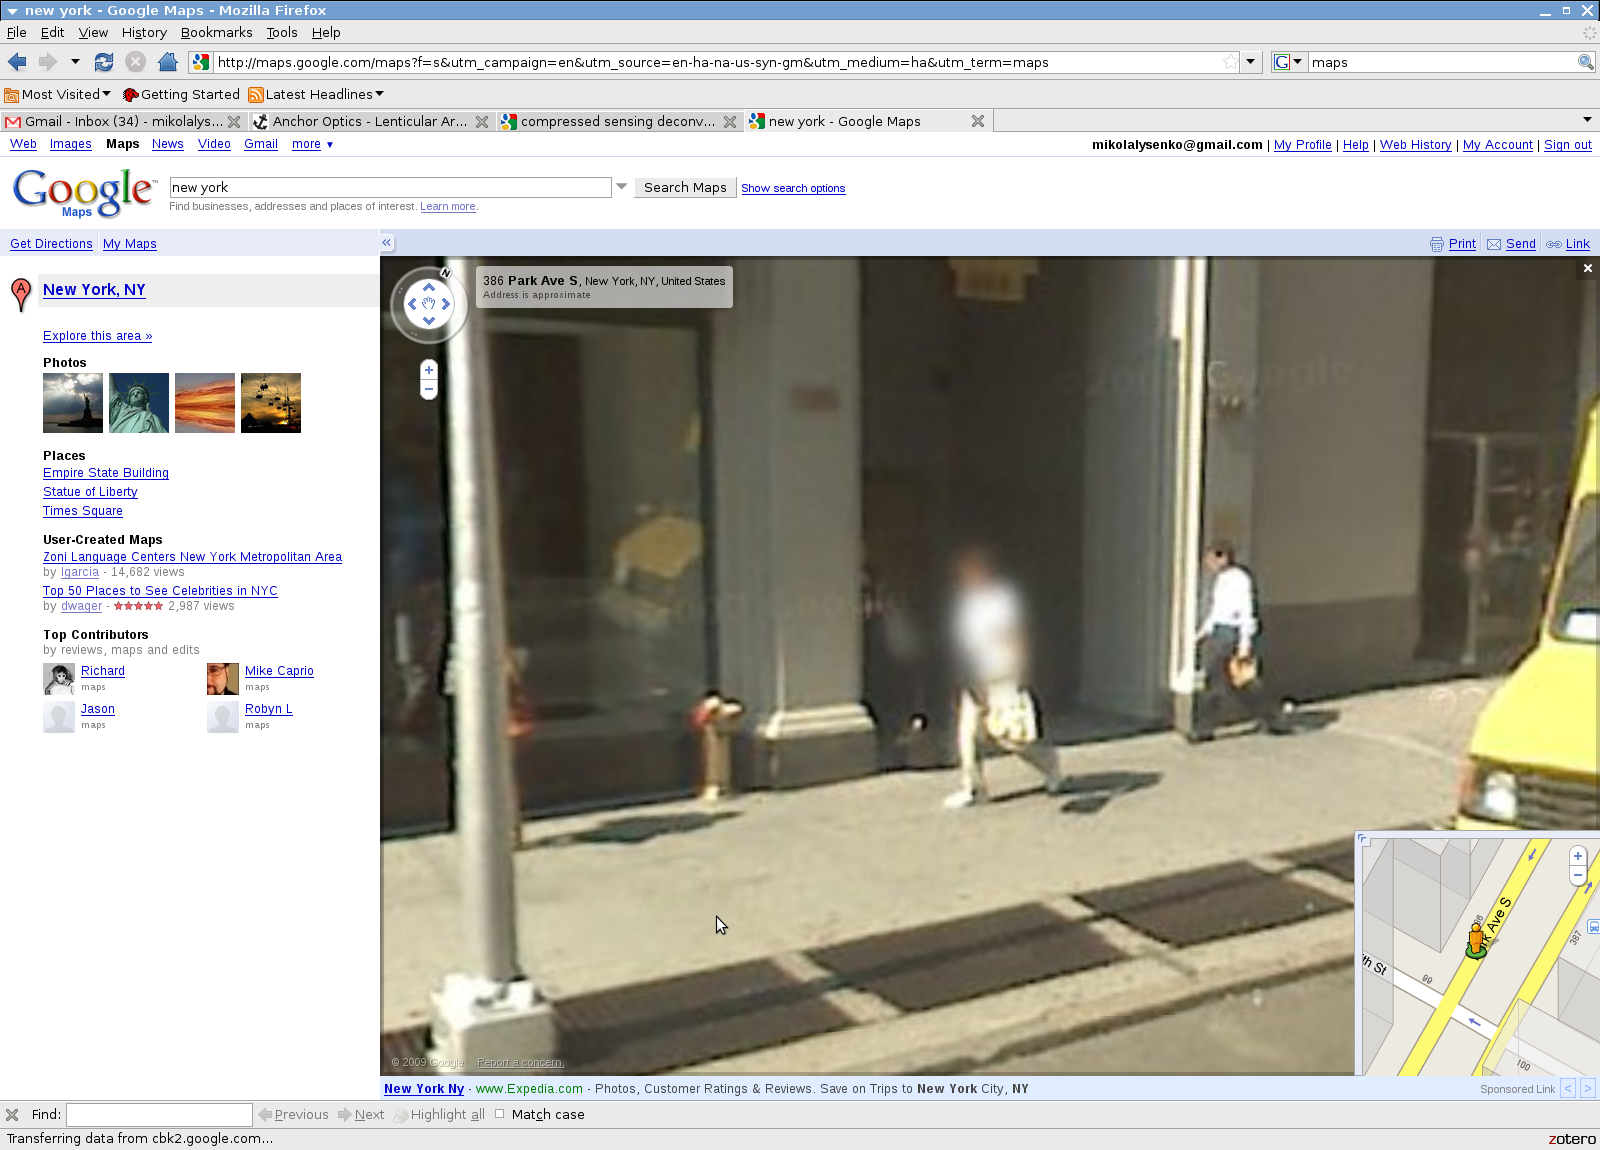 new york - Google Maps - Mozilla Firefox
File Edit View History Bookmarks Tools Help
http://maps.google.com/maps?f=s&utm_campaign=en&utm_source=en-ha-na-us-syn-gm&utm_medium=ha&utm_term=maps
G maps
Most Visited Getting Started Latest Headlines
Gmail - Inbox (34) - mikolalys... Anchor Optics - Lenticular Ar... compressed sensing deconv... new york - Google Maps
Web Images Maps News Video Gmail more ▼
mikolalysenko@gmail.com | My Profile | Help | Web History | My Account | Sign out
Google™ Maps
new york Search Maps Show search options
Find businesses, addresses and places of interest. Learn more.
Get Directions My Maps « Print Send Link
A New York, NY
Explore this area »
Photos
Places
Empire State Building
Statue of Liberty
Times Square
User-Created Maps
Zoni Language Centers New York Metropolitan Area
by lgarcia - 14,682 views
Top 50 Places to See Celebrities in NYC
by dwager - ★★★★★ 2,987 views
Top Contributors
by reviews, maps and edits
Richard
maps
Mike Caprio
maps
Jason
maps
Robyn L
maps
N
386 Park Ave S, New York, NY, United States
Address is approximate
+
−
Ave S
387
th St
99
100
+
−
© 2009 Google Report a concern.
New York Ny - www.Expedia.com - Photos, Customer Ratings & Reviews. Save on Trips to New York City, NY
Sponsored Link < >
Find: Previous Next Highlight all Match case
Transferring data from cbk2.google.com...
zotero